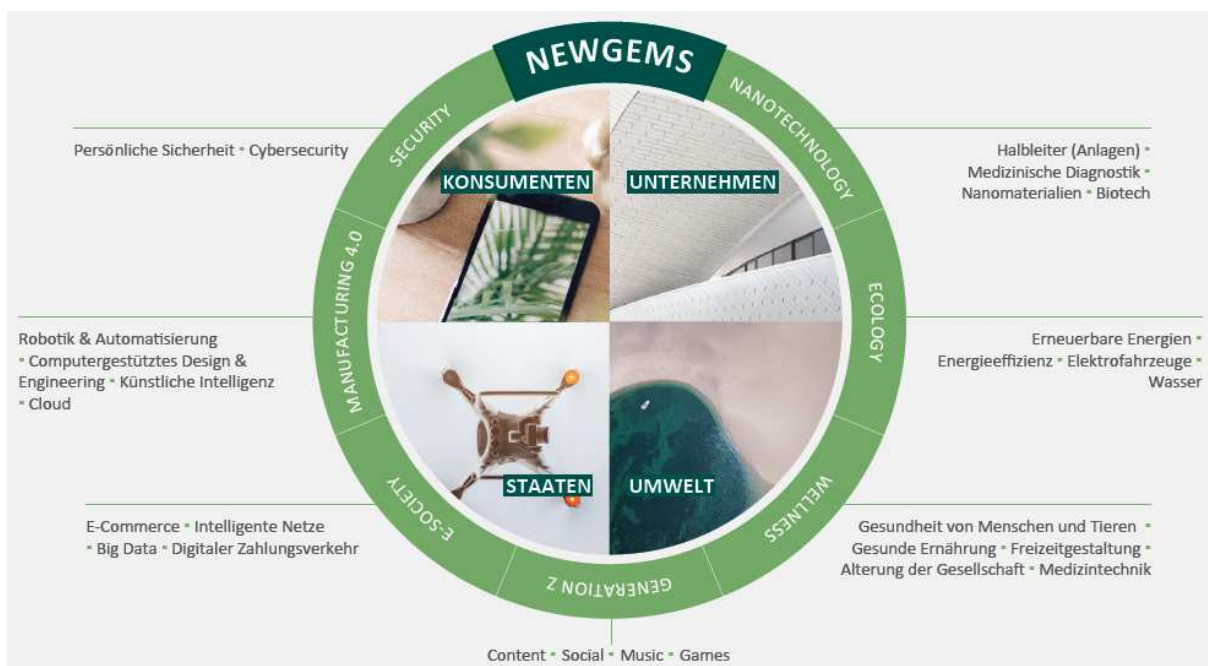 NEWGEMS
SECURITY
NANOTECHNOLOGY
Persönliche Sicherheit ▪ Cybersecurity
Halbleiter (Anlagen) ▪
Medizinische Diagnostik ▪
Nanomaterialien ▪ Biotech
KONSUMENTEN
UNTERNEHMEN
MANUFACTURING 4.0
ECOLOGY
Robotik & Automatisierung
▪ Computergestütztes Design &
Engineering ▪ Künstliche Intelligenz
▪ Cloud
Erneuerbare Energien ▪
Energieeffizienz ▪ Elektrofahrzeuge ▪
Wasser
STAATEN
UMWELT
E-SOCIETY
WELLNESS
E-Commerce ▪ Intelligente Netze
▪ Big Data ▪ Digitaler Zahlungsverkehr
Gesundheit von Menschen und Tieren ▪
Gesunde Ernährung ▪ Freizeitgestaltung ▪
Alterung der Gesellschaft ▪ Medizintechnik
GENERATION Z
Content ▪ Social ▪ Music ▪ Games